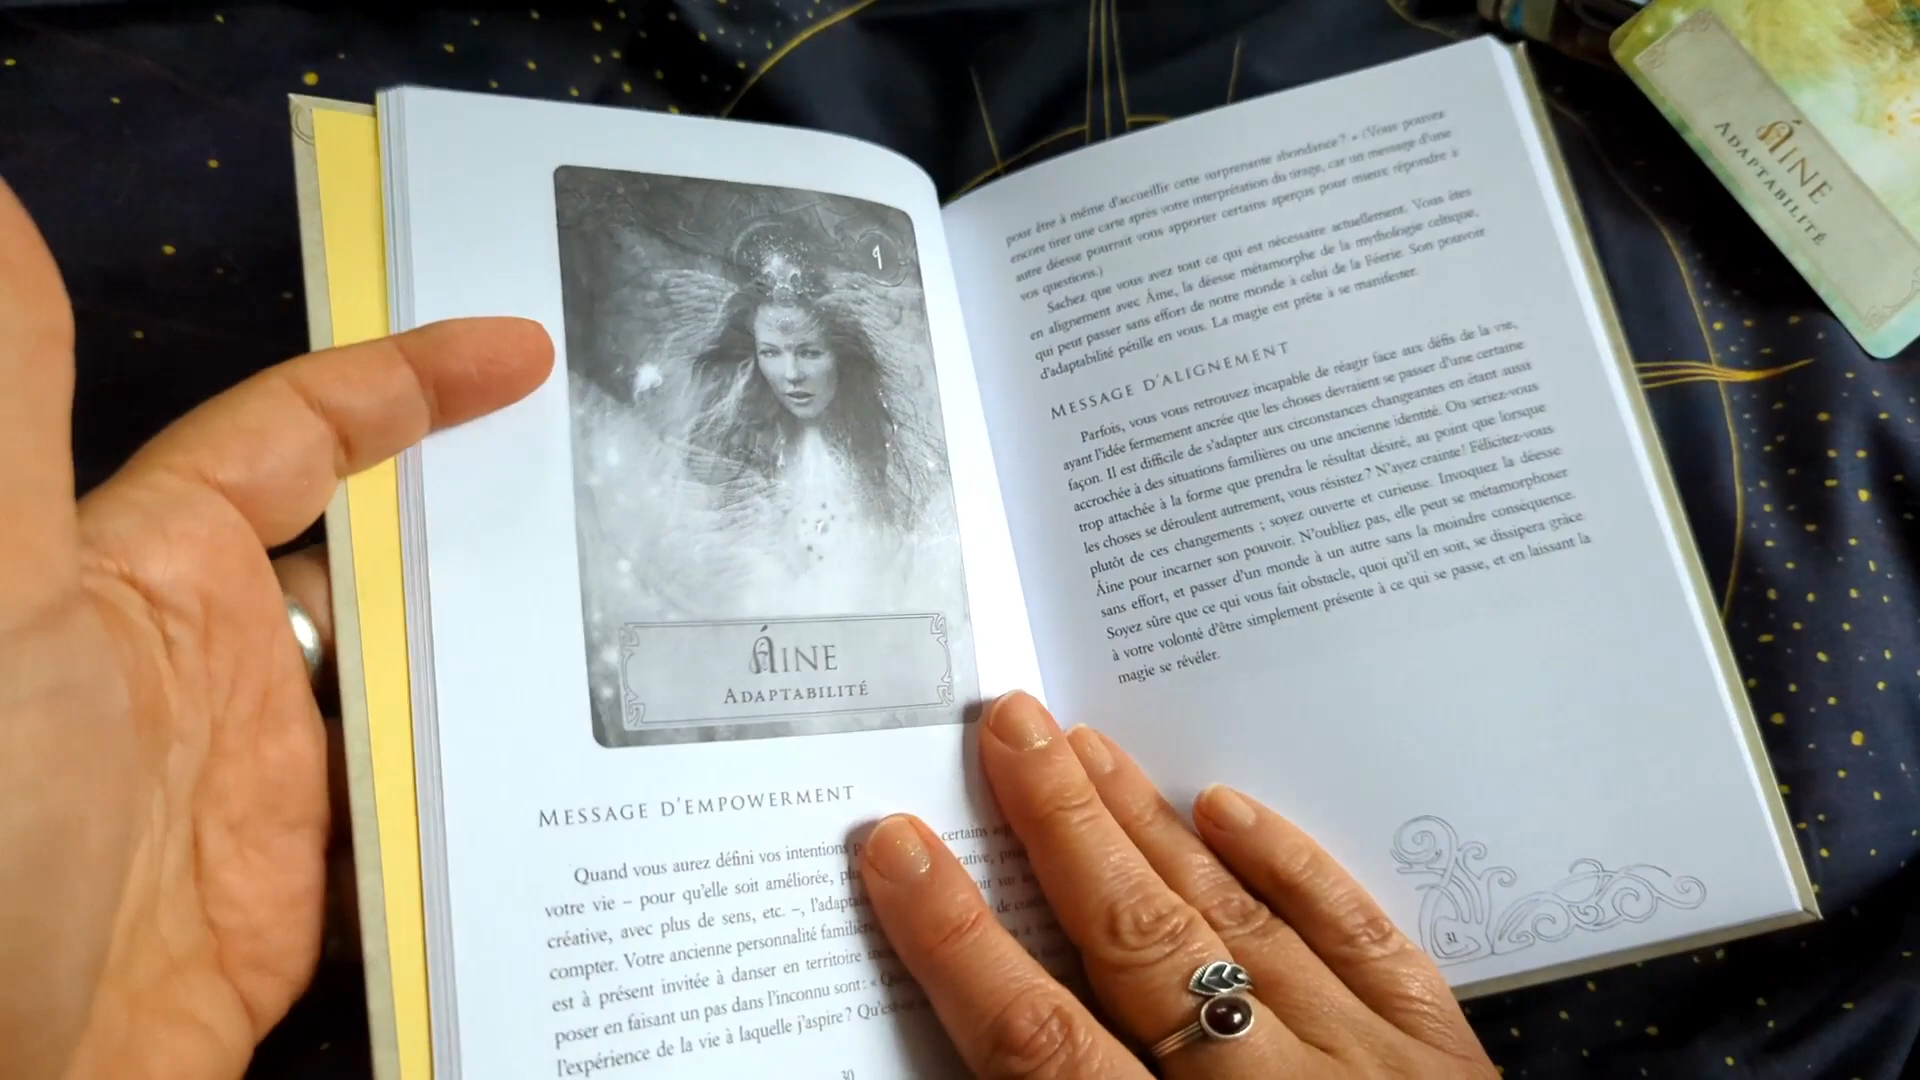 1
ÁINE
ADAPTABILITÉ
MESSAGE D'EMPOWERMENT
Quand vous aurez défini vos intentions certains
votre vie – pour qu'elle soit améliorée,
créative, avec plus de sens, etc. –,
compter. Votre ancienne personnalité
est à présent invitée à danser en territoire
poser en faisant un pas dans l'inconnu sont : «
l'expérience de la vie à laquelle j'aspire ?
30
pour être à même d'accueillir cette surprenante abondance ? » (Vous pouvez
encore tirer une carte après votre interprétation du tirage, car un message d'une
autre déesse pourrait vous apporter certains aperçus pour mieux répondre à
vos questions.)
Sachez que vous avez tout ce qui est nécessaire actuellement. Vous êtes
en alignement avec Áine, la déesse métamorphe de la mythologie celtique,
qui peut passer sans effort de notre monde à celui de la Féerie. Son pouvoir
d'adaptabilité pétille en vous. La magie est prête à se manifester.
MESSAGE D'ALIGNEMENT
Parfois, vous vous retrouvez incapable de réagir face aux défis de la vie,
ayant l'idée fermement ancrée que les choses devraient se passer d'une certaine
façon. Il est difficile de s'adapter aux circonstances changeantes en étant aussi
accrochée à des situations familières ou une ancienne identité. Ou seriez-vous
trop attachée à la forme que prendra le résultat désiré, au point que lorsque
les choses se déroulent autrement, vous résistez ? N'ayez crainte ! Félicitez-vous
plutôt de ces changements ; soyez ouverte et curieuse. Invoquez la déesse
Áine pour incarner son pouvoir. N'oubliez pas, elle peut se métamorphoser
sans effort, et passer d'un monde à un autre sans la moindre conséquence.
Soyez sûre que ce qui vous fait obstacle, quoi qu'il en soit, se dissipera grâce
à votre volonté d'être simplement présente à ce qui se passe, et en laissant la
magie se révéler.
31
ÁINE
ADAPTABILITÉ